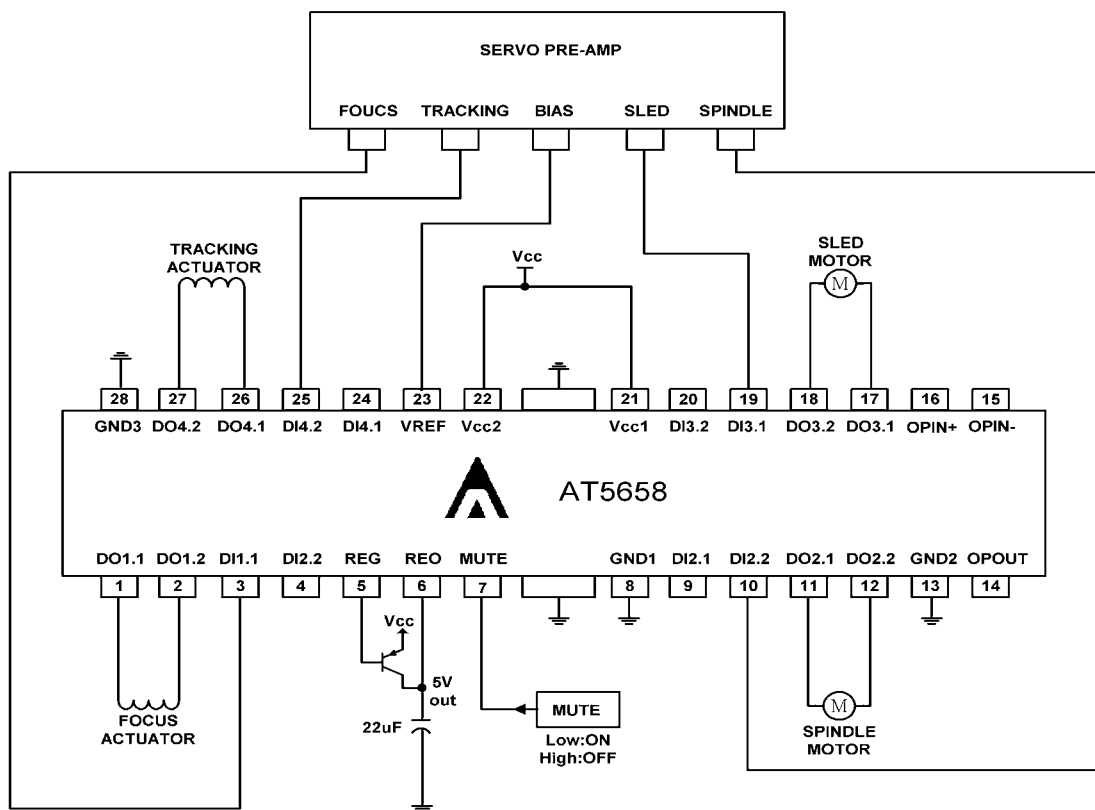 SERVO PRE-AMP
FOUCS TRACKING BIAS SLED SPINDLE
TRACKING
ACTUATOR
Vcc
SLED
MOTOR
M
28 27 26 25 24 23 22 21 20 19 18 17 16 15
GND3 DO4.2 DO4.1 DI4.2 DI4.1 VREF Vcc2 Vcc1 DI3.2 DI3.1 DO3.2 DO3.1 OPIN+ OPIN-
AT5658
DO1.1 DO1.2 DI1.1 DI2.2 REG REO MUTE GND1 DI2.1 DI2.2 DO2.1 DO2.2 GND2 OPOUT
1 2 3 4 5 6 7 8 9 10 11 12 13 14
Vcc
5V
out
22uF
MUTE
Low:ON
High:OFF
FOCUS
ACTUATOR
M
SPINDLE
MOTOR